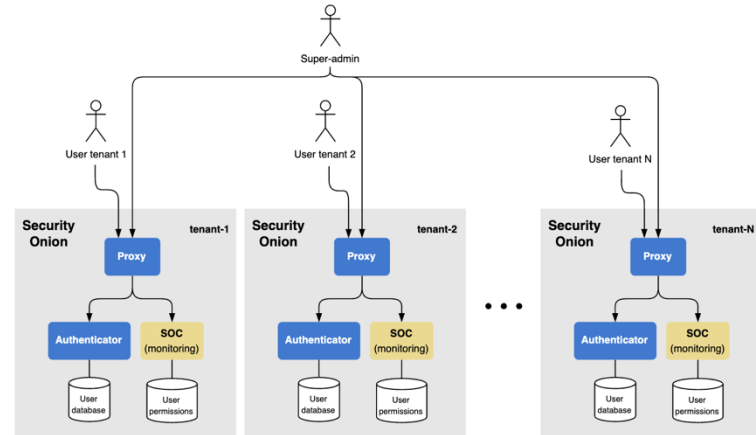 Super-admin
User tenant 1
User tenant 2
User tenant N
Security
Onion
tenant-1
Proxy
Authenticator
SOC
(monitoring)
User
database
User
permissions
Security
Onion
tenant-2
Proxy
Authenticator
SOC
(monitoring)
User
database
User
permissions
Security
Onion
tenant-N
Proxy
Authenticator
SOC
(monitoring)
User
database
User
permissions